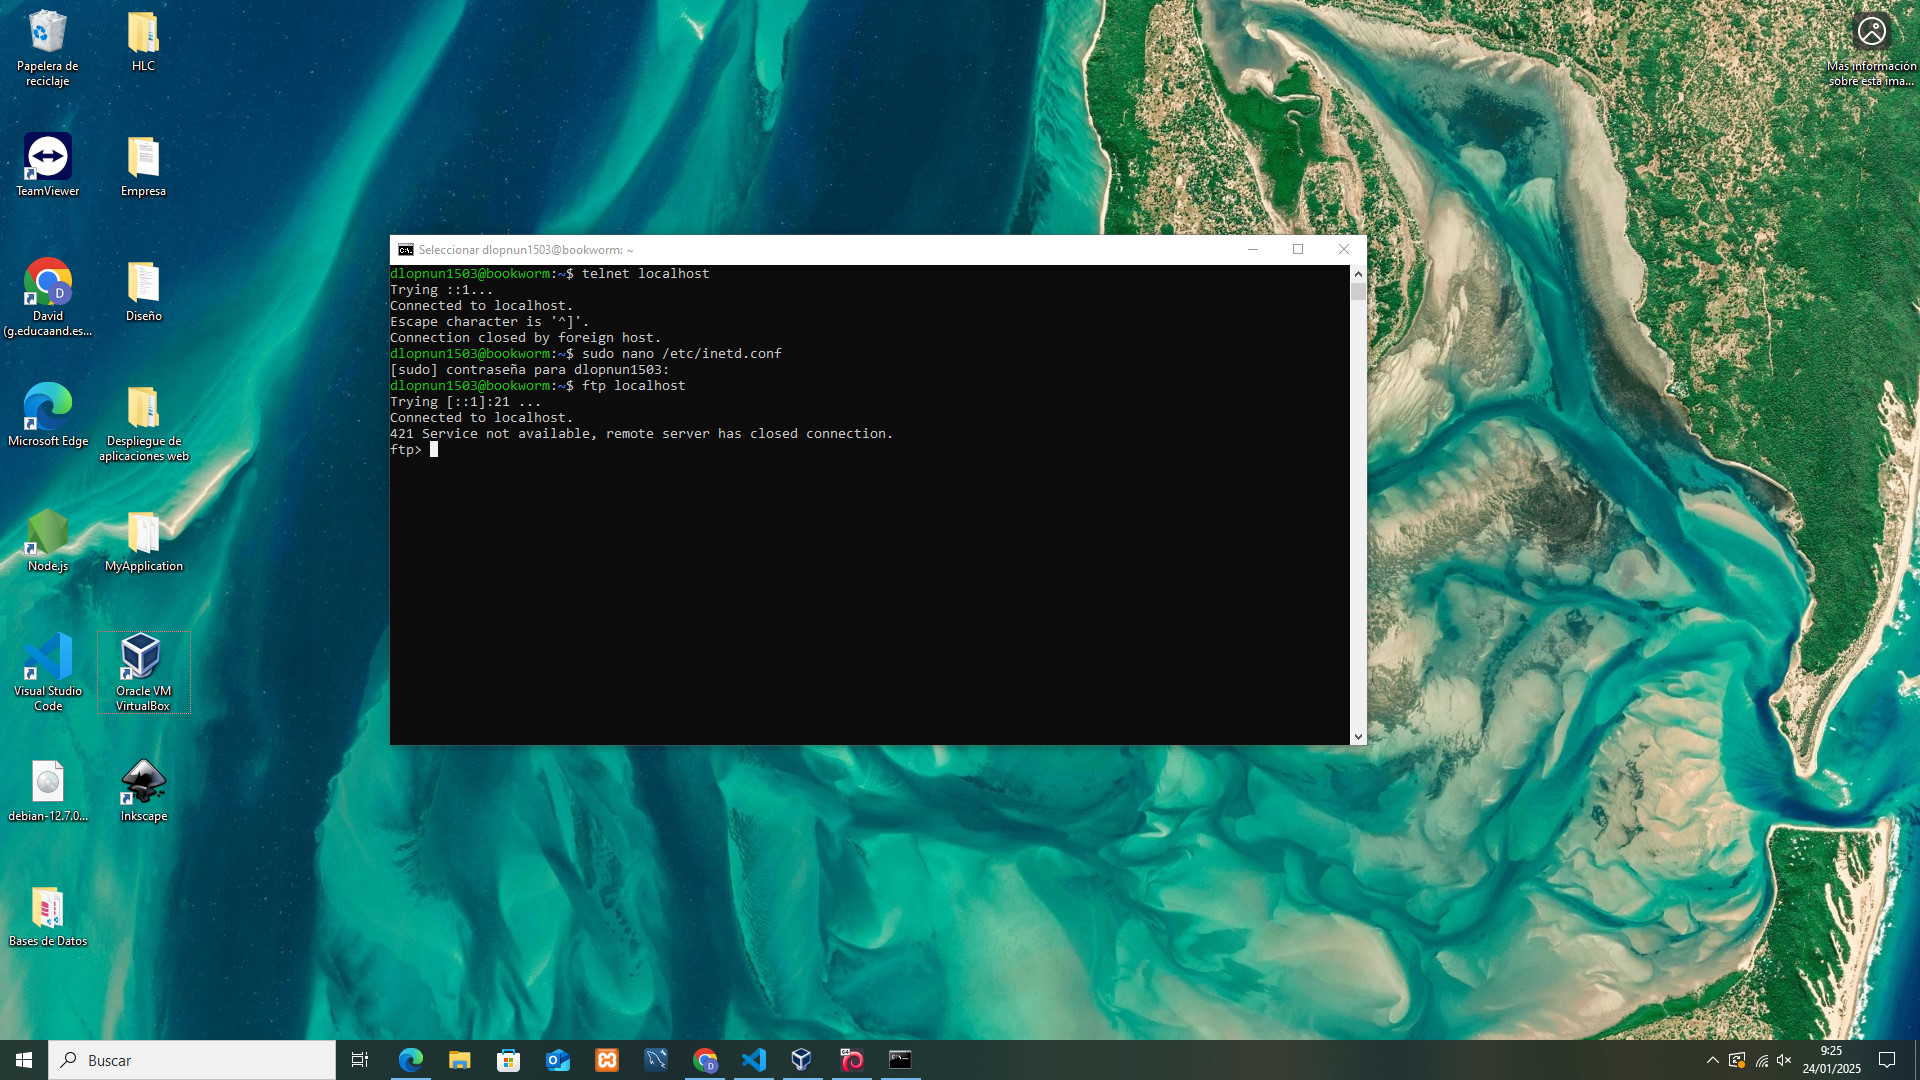 Papelera de
reciclaje
HLC
Más información
sobre esta ima...
TeamViewer
Empresa
David
(g.educaand.es...
Diseño
Microsoft Edge
Despliegue de
aplicaciones web
Node.js
MyApplication
Visual Studio
Code
Oracle VM
VirtualBox
debian-12.7.0...
Inkscape
Bases de Datos
Seleccionar dlopnun1503@bookworm: ~
dlopnun1503@bookworm:~$ telnet localhost
Trying ::1...
Connected to localhost.
Escape character is '^]'.
Connection closed by foreign host.
dlopnun1503@bookworm:~$ sudo nano /etc/inetd.conf
[sudo] contraseña para dlopnun1503:
dlopnun1503@bookworm:~$ ftp localhost
Trying [::1]:21 ...
Connected to localhost.
421 Service not available, remote server has closed connection.
ftp>
Buscar
9:25
24/01/2025